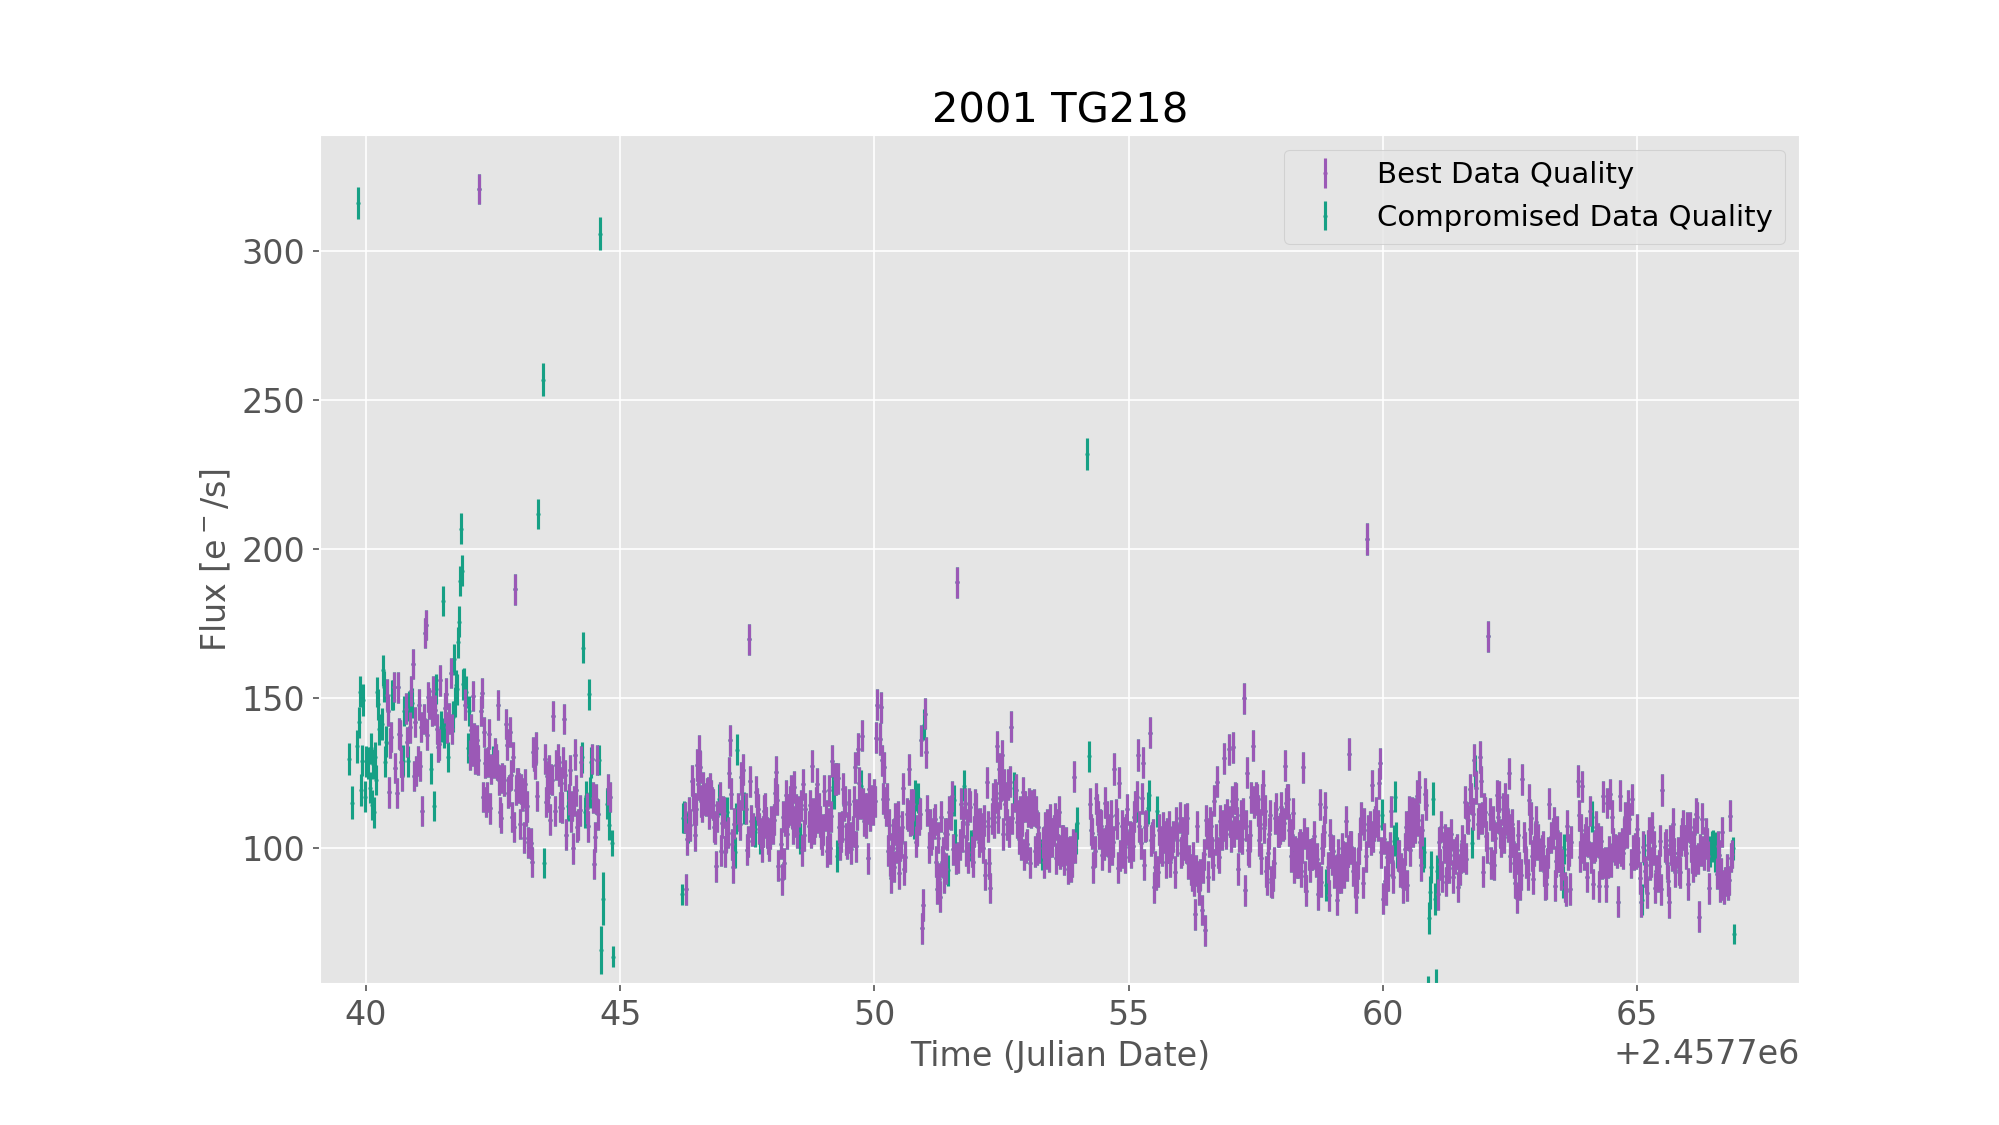 2001 TG218
Best Data Quality
Compromised Data Quality
300
250
200
150
100
Flux [e⁻/s]
40 45 50 55 60 65
Time (Julian Date)
+2.4577e6